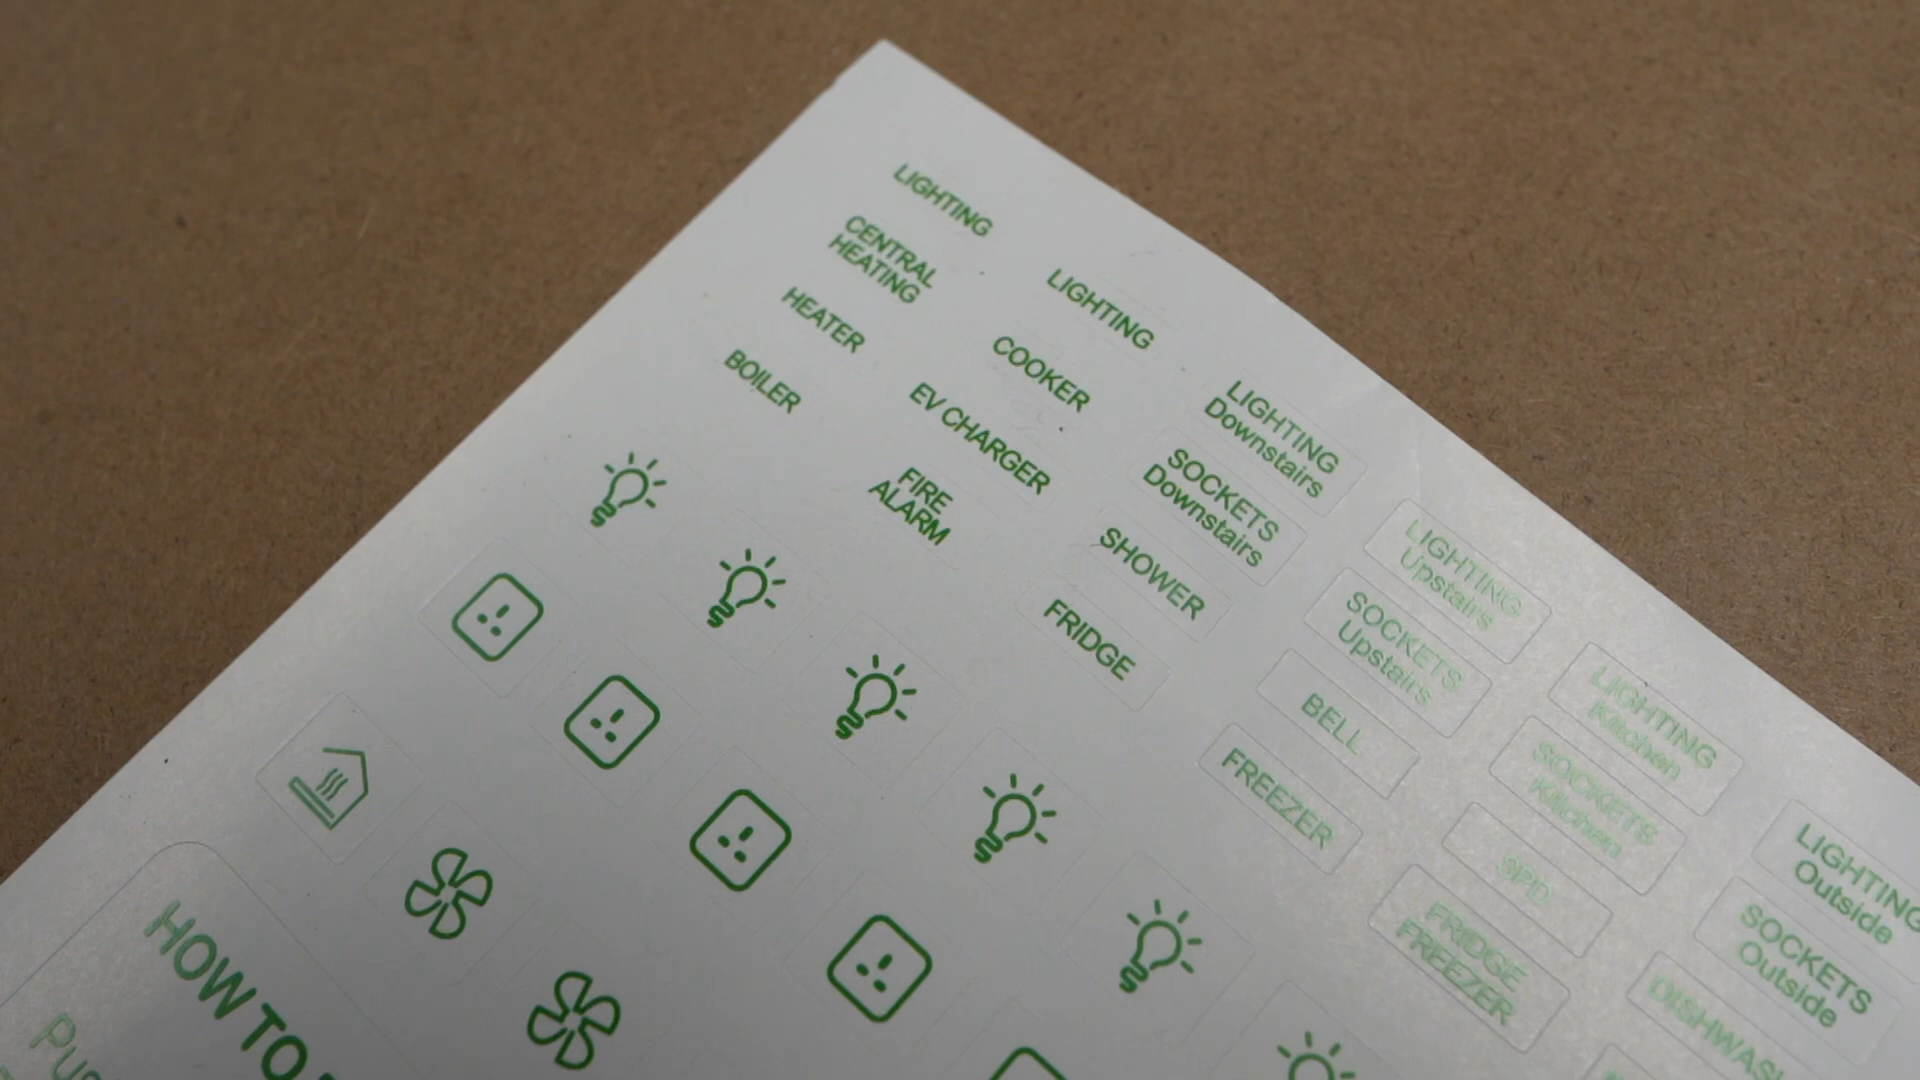 LIGHTING
LIGHTING
LIGHTING
Downstairs
LIGHTING
Upstairs
LIGHTING
Kitchen
LIGHTING
Outside
CENTRAL
HEATING
COOKER
SOCKETS
Downstairs
SOCKETS
Upstairs
SOCKETS
Kitchen
SOCKETS
Outside
HEATER
EV CHARGER
SHOWER
BELL
SPD
BOILER
FIRE
ALARM
FRIDGE
FREEZER
FRIDGE
FREEZER
HOW TO